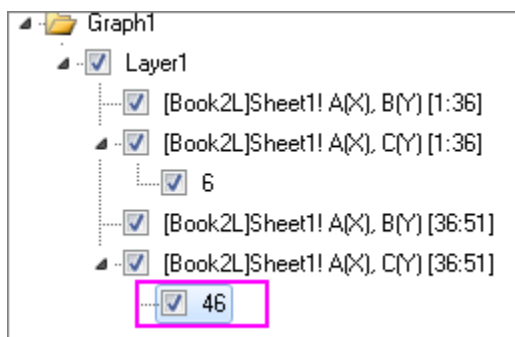 Graph1
Layer1
[Book2L]Sheet1! A(X), B(Y) [1:36]
[Book2L]Sheet1! A(X), C(Y) [1:36]
6
[Book2L]Sheet1! A(X), B(Y) [36:51]
[Book2L]Sheet1! A(X), C(Y) [36:51]
46